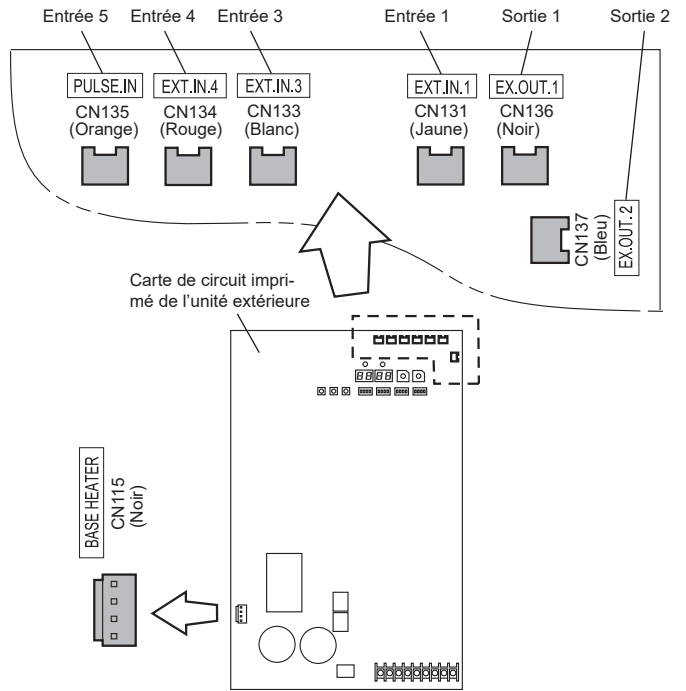 Entrée 5
Entrée 4
Entrée 3
Entrée 1
Sortie 1
Sortie 2
PULSE.IN
EXT.IN.4
EXT.IN.3
EXT.IN.1
EX.OUT.1
CN135
(Orange)
CN134
(Rouge)
CN133
(Blanc)
CN131
(Jaune)
CN136
(Noir)
CN137
(Bleu)
EX.OUT. 2
Carte de circuit impri-
mé de l'unité extérieure
BASE HEATER
CN115
(Noir)